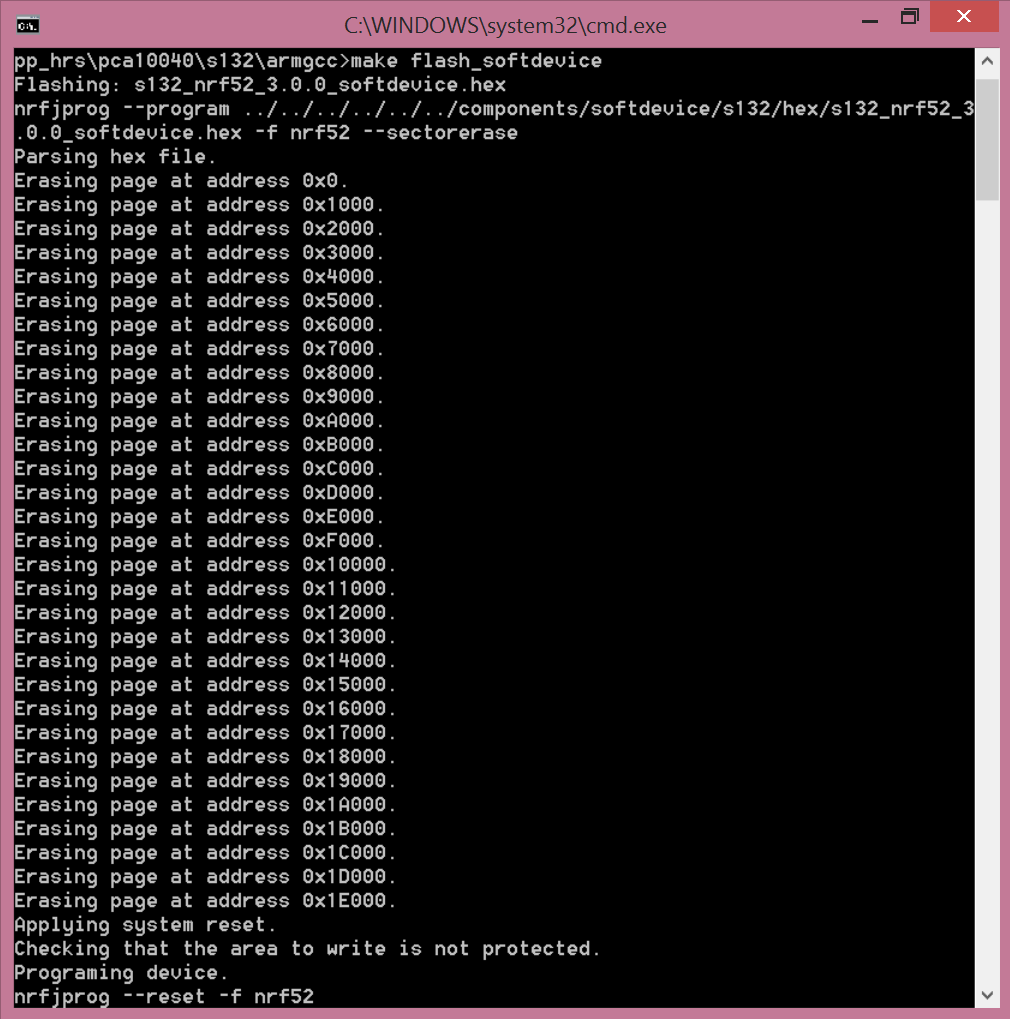 C:\WINDOWS\system32\cmd.exe
pp_hrs\pca10040\s132\armgcc>make flash_softdevice
Flashing: s132_nrf52_3.0.0_softdevice.hex
nrfjprog --program ../../../../../../components/softdevice/s132/hex/s132_nrf52_3
.0.0_softdevice.hex -f nrf52 --sectorerase
Parsing hex file.
Erasing page at address 0x0.
Erasing page at address 0x1000.
Erasing page at address 0x2000.
Erasing page at address 0x3000.
Erasing page at address 0x4000.
Erasing page at address 0x5000.
Erasing page at address 0x6000.
Erasing page at address 0x7000.
Erasing page at address 0x8000.
Erasing page at address 0x9000.
Erasing page at address 0xA000.
Erasing page at address 0xB000.
Erasing page at address 0xC000.
Erasing page at address 0xD000.
Erasing page at address 0xE000.
Erasing page at address 0xF000.
Erasing page at address 0x10000.
Erasing page at address 0x11000.
Erasing page at address 0x12000.
Erasing page at address 0x13000.
Erasing page at address 0x14000.
Erasing page at address 0x15000.
Erasing page at address 0x16000.
Erasing page at address 0x17000.
Erasing page at address 0x18000.
Erasing page at address 0x19000.
Erasing page at address 0x1A000.
Erasing page at address 0x1B000.
Erasing page at address 0x1C000.
Erasing page at address 0x1D000.
Erasing page at address 0x1E000.
Applying system reset.
Checking that the area to write is not protected.
Programing device.
nrfjprog --reset -f nrf52